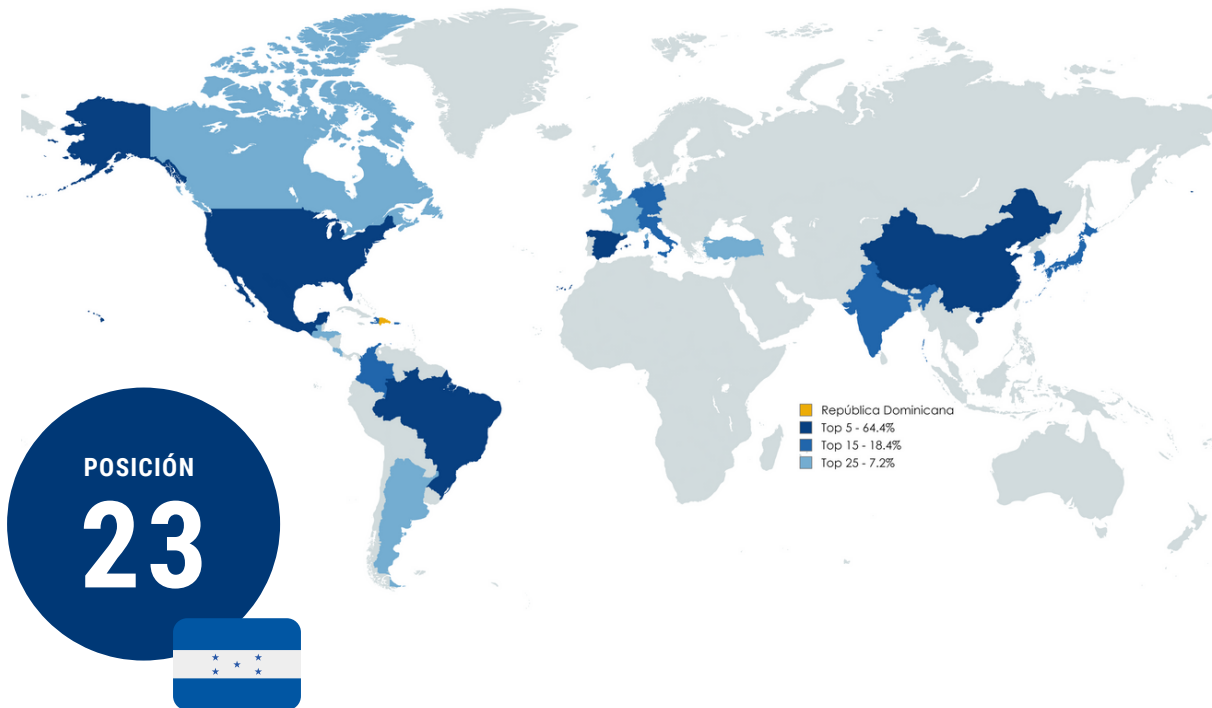 República Dominicana
Top 5 - 64.4%
Top 15 - 18.4%
Top 25 - 7.2%
POSICIÓN
23